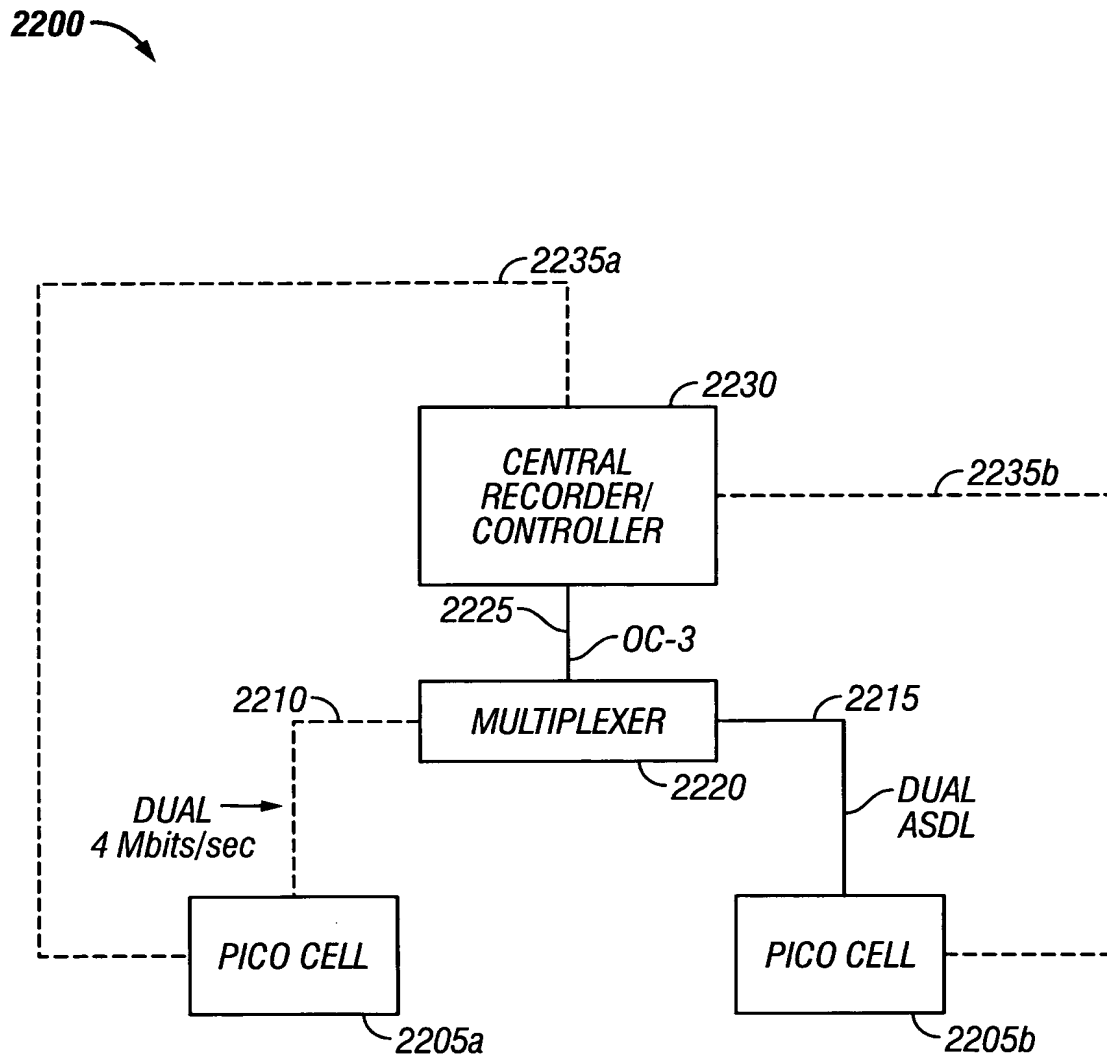 2200
2235a
2230
CENTRAL
RECORDER/
CONTROLLER
2235b
2225
OC-3
2210
MULTIPLEXER
2215
2220
DUAL
4 Mbits/sec
DUAL
ASDL
PICO CELL
PICO CELL
2205a
2205b